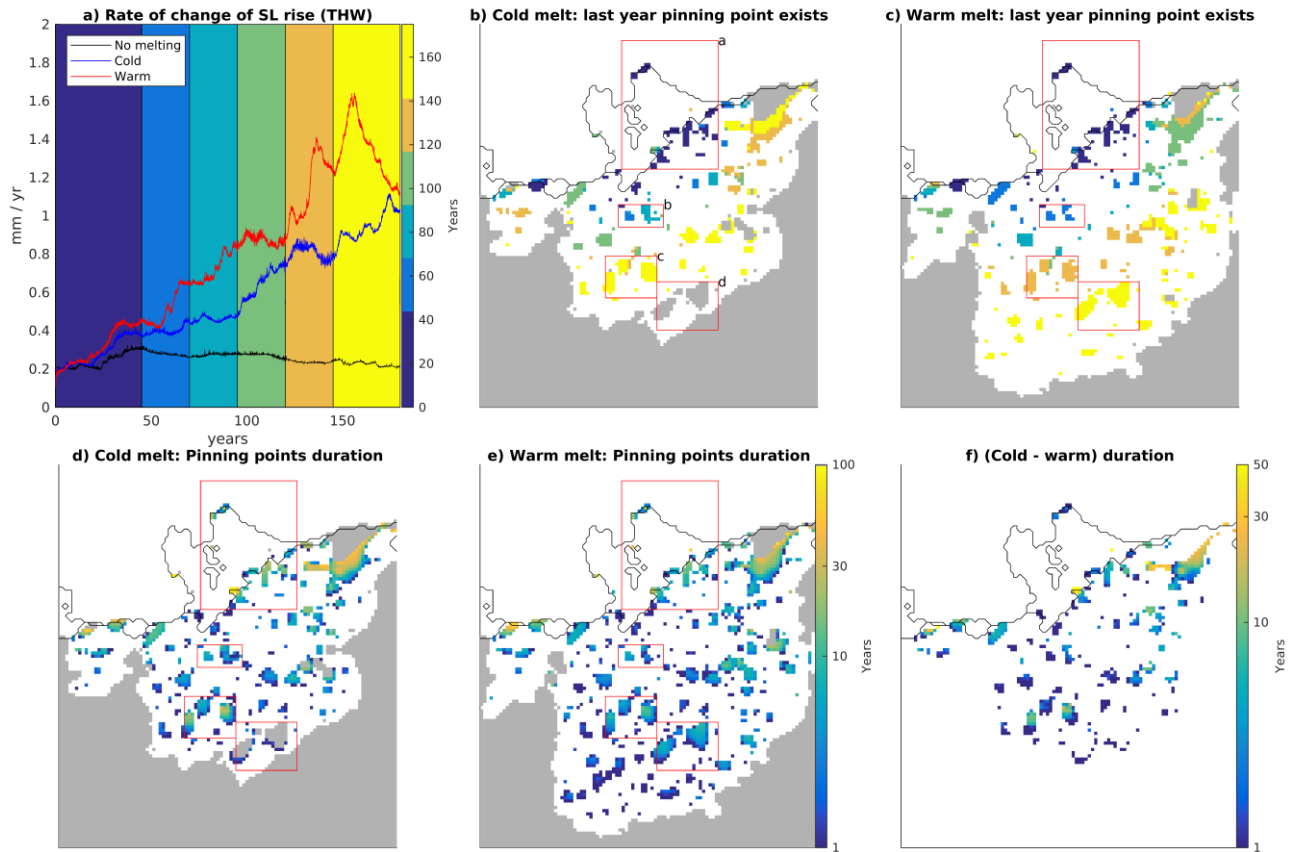 a) Rate of change of SL rise (THW)
2
1.8
1.6
1.4
1.2
1
0.8
0.6
0.4
0.2
0
mm / yr
No melting
Cold
Warm
0
50
100
150
years
160
140
120
100
80
60
40
20
0
Years
b) Cold melt: last year pinning point exists
a
b
c
d
c) Warm melt: last year pinning point exists
d) Cold melt: Pinning points duration
e) Warm melt: Pinning points duration
100
30
10
1
Years
f) (Cold - warm) duration
50
30
10
1
Years